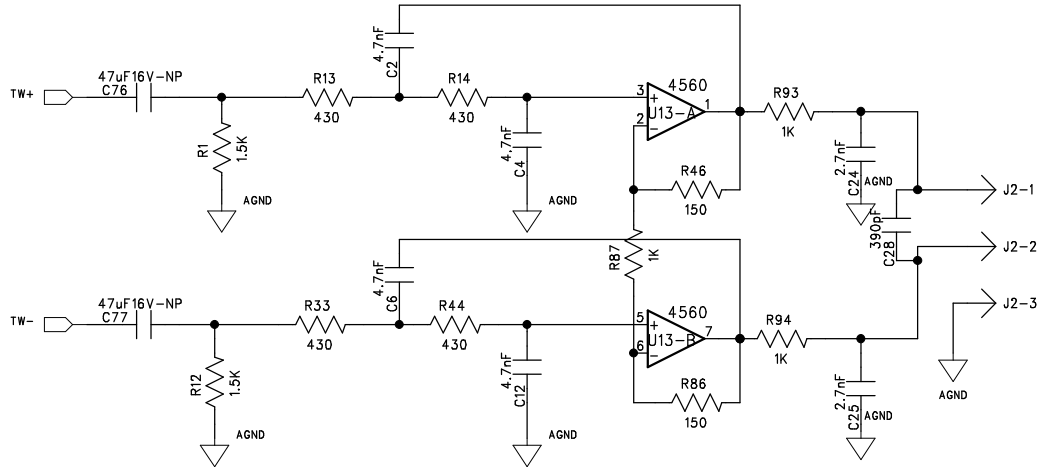 4.7nF
C2
47uF16V-NP
TW+
C76
R13
430
R14
430
3
+
4560
1
U13-A
2
-
R93
1K
R1
1.5K
AGND
4.7nF
C4
AGND
R46
150
2.7nF
C24
AGND
J2-1
390pF
C28
J2-2
R87
1K
4.7nF
C6
47uF16V-NP
TW-
C77
R33
430
R44
430
5
+
4560
7
U13-B
6
-
R94
1K
J2-3
AGND
R12
1.5K
AGND
4.7nF
C12
AGND
R86
150
2.7nF
C25
AGND